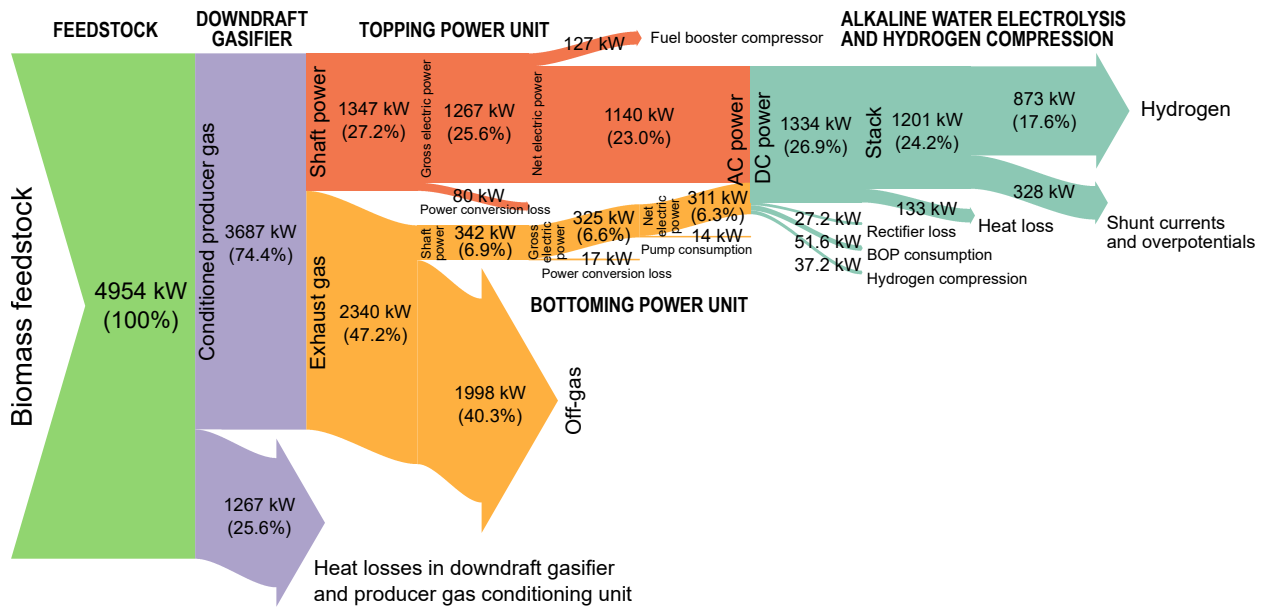 FEEDSTOCK
DOWNDRAFT
GASIFIER
TOPPING POWER UNIT
ALKALINE WATER ELECTROLYSIS
AND HYDROGEN COMPRESSION
127 kW
Fuel booster compressor
Biomass feedstock
4954 kW
(100%)
Conditioned producer gas
3687 kW
(74.4%)
Shaft power
1347 kW
(27.2%)
Gross electric power
1267 kW
(25.6%)
Net electric power
1140 kW
(23.0%)
AC power
DC power
1334 kW
(26.9%)
Stack
1201 kW
(24.2%)
873 kW
(17.6%)
Hydrogen
80 kW
Power conversion loss
Exhaust gas
2340 kW
(47.2%)
Shaft
power
342 kW
(6.9%)
Gross
electric
power
325 kW
(6.6%)
Net
electric
power
311 kW
(6.3%)
14 kW
Pump consumption
17 kW
Power conversion loss
27.2 kW
Rectifier loss
51.6 kW
BOP consumption
37.2 kW
Hydrogen compression
133 kW
Heat loss
328 kW
Shunt currents
and overpotentials
BOTTOMING POWER UNIT
1998 kW
(40.3%)
Off-gas
1267 kW
(25.6%)
Heat losses in downdraft gasifier
and producer gas conditioning unit